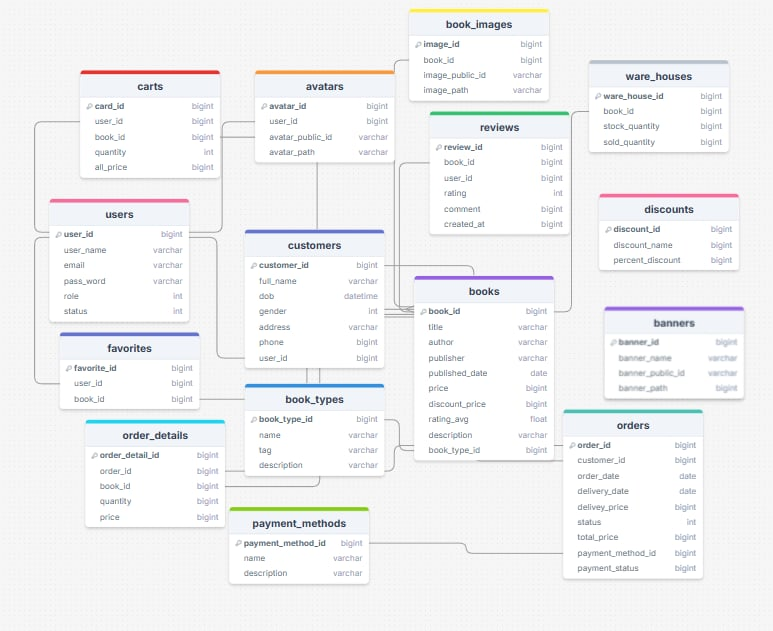 book_images
image_id bigint
book_id bigint
image_public_id varchar
image_path varchar
carts
card_id bigint
user_id bigint
book_id bigint
quantity int
all_price bigint
avatars
avatar_id bigint
user_id bigint
avatar_public_id varchar
avatar_path varchar
ware_houses
ware_house_id bigint
book_id bigint
stock_quantity bigint
sold_quantity bigint
reviews
review_id bigint
book_id bigint
user_id bigint
rating int
comment bigint
created_at bigint
users
user_id bigint
user_name varchar
email varchar
pass_word varchar
role int
status int
discounts
discount_id bigint
discount_name bigint
percent_discount bigint
customers
customer_id bigint
full_name varchar
dob datetime
gender int
address varchar
phone bigint
user_id bigint
books
book_id bigint
title varchar
author varchar
publisher varchar
published_date date
price bigint
discount_price bigint
rating_avg float
description varchar
book_type_id bigint
banners
banner_id bigint
banner_name varchar
banner_public_id varchar
banner_path bigint
favorites
favorite_id bigint
user_id bigint
book_id bigint
book_types
book_type_id bigint
name varchar
tag varchar
description varchar
order_details
order_detail_id bigint
order_id bigint
book_id bigint
quantity bigint
price bigint
orders
order_id bigint
customer_id bigint
order_date date
delivery_date date
delivey_price bigint
status int
total_price bigint
payment_method_id bigint
payment_status bigint
payment_methods
payment_method_id bigint
name varchar
description varchar